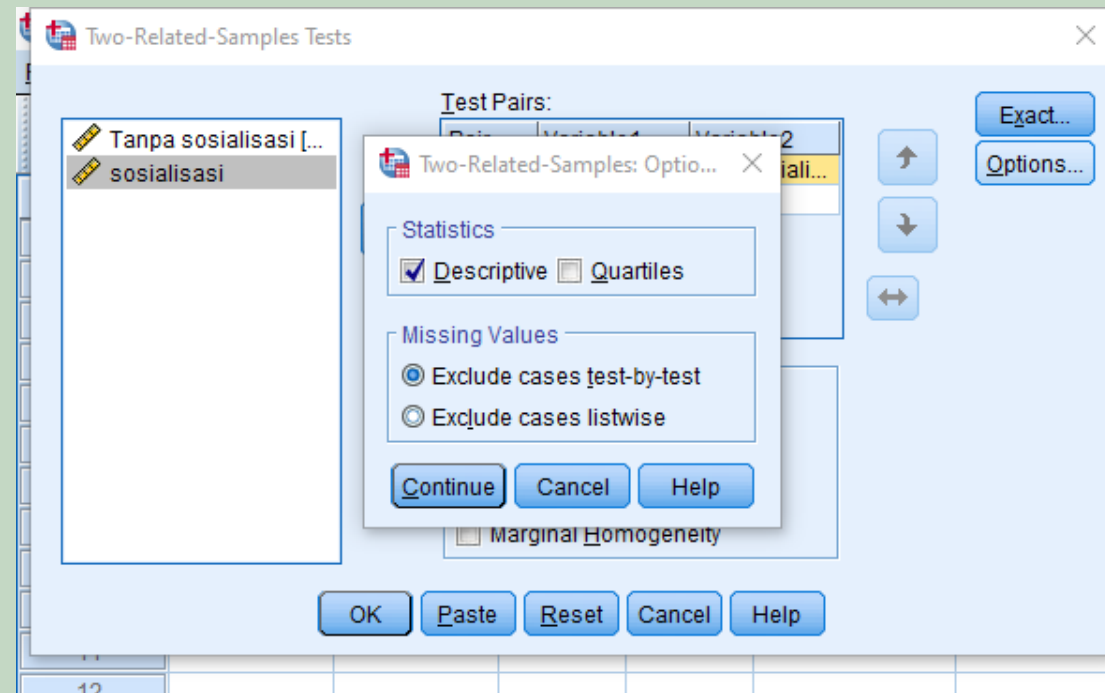 Two-Related-Samples Tests
Test Pairs:
Tanpa sosialisasi [...
sosialisasi
Exact...
Options...
Two-Related-Samples: Optio...
Statistics
Descriptive
Quartiles
Missing Values
Exclude cases test-by-test
Exclude cases listwise
Continue
Cancel
Help
Marginal Homogeneity
OK
Paste
Reset
Cancel
Help
12